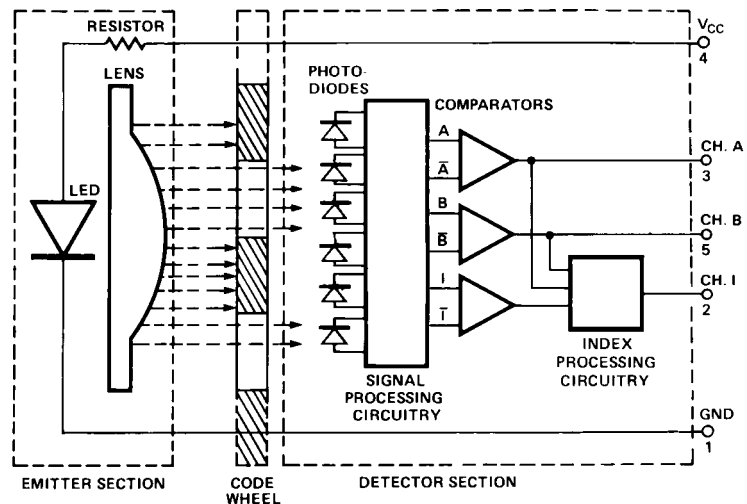 RESISTOR
VCC
4
LENS
PHOTO-
DIODES
COMPARATORS
A
A̅
CH. A
3
LED
B
B̅
CH. B
5
I
I̅
CH. I
2
INDEX
PROCESSING
CIRCUITRY
SIGNAL
PROCESSING
CIRCUITRY
GND
1
EMITTER SECTION
CODE
WHEEL
DETECTOR SECTION